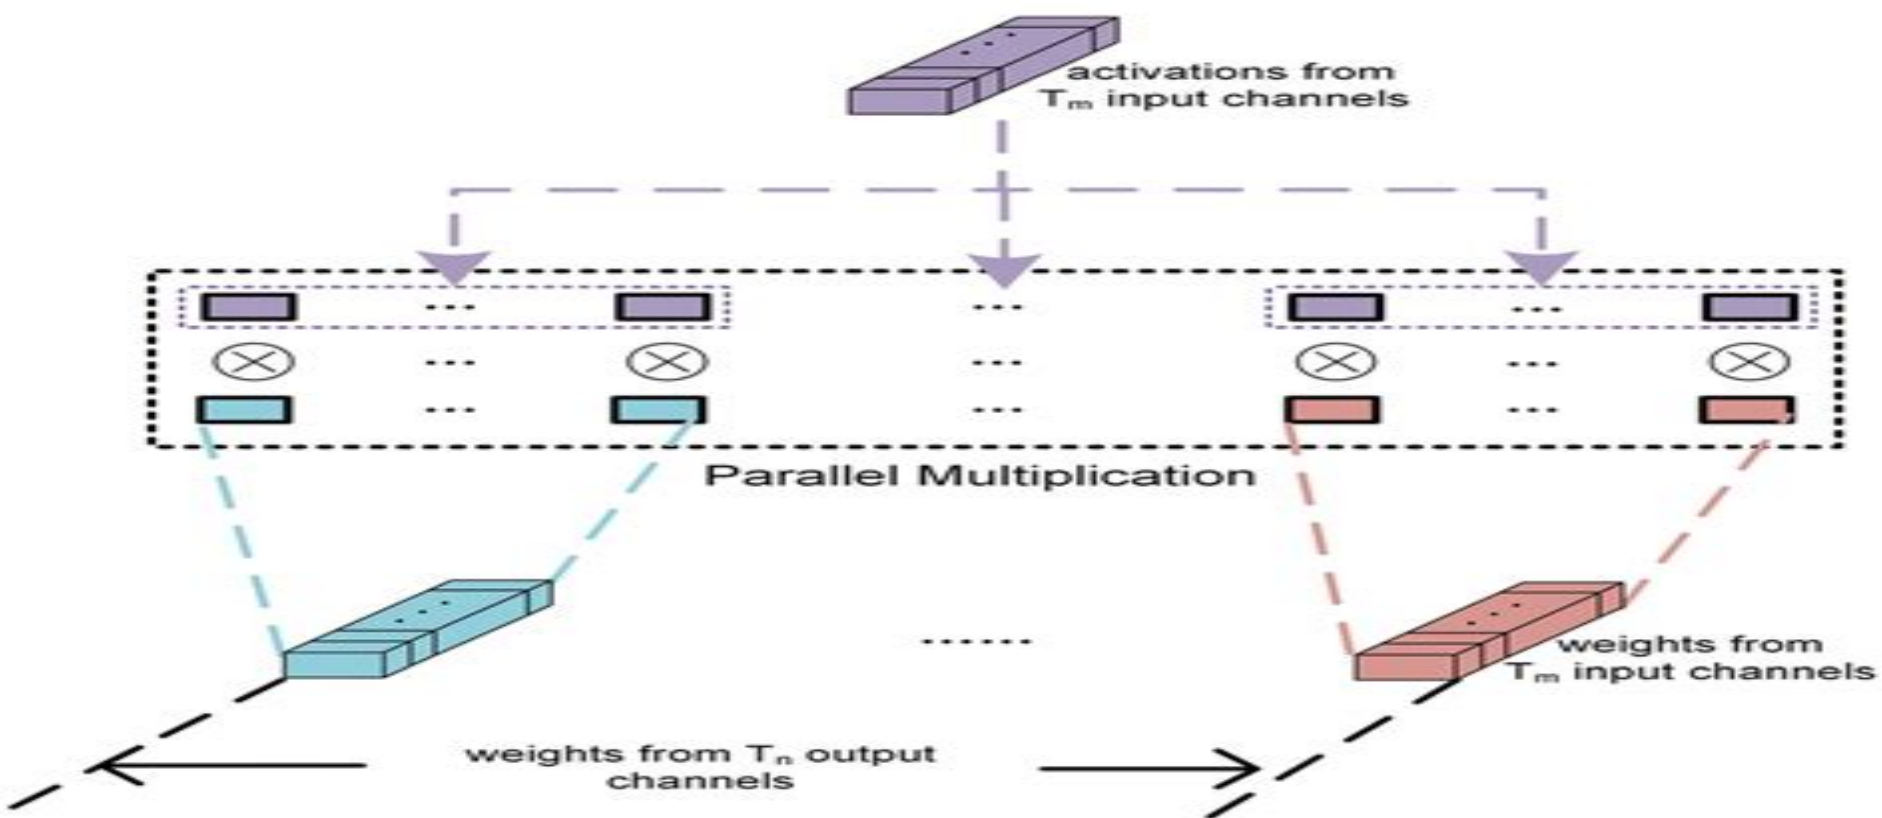 activations from
Tm input channels
Parallel Multiplication
weights from
Tm input channels
weights from Tn output
channels